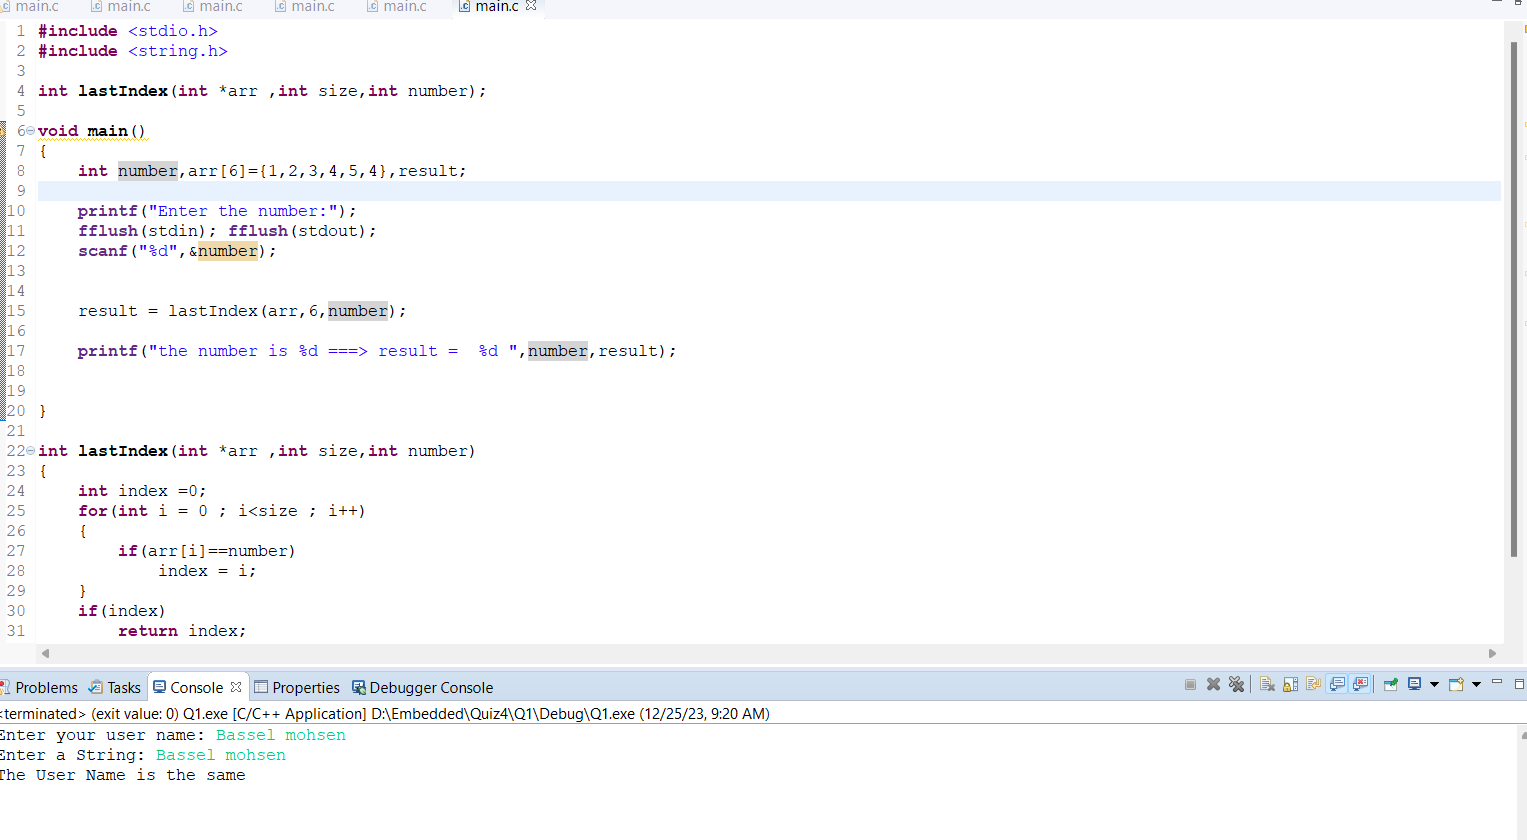 main.c main.c main.c main.c main.c main.c
1 #include <stdio.h>
2 #include <string.h>
3
4 int lastIndex(int *arr ,int size,int number);
5
6 void main()
7 {
8 int number,arr[6]={1,2,3,4,5,4},result;
9
10 printf("Enter the number:");
11 fflush(stdin); fflush(stdout);
12 scanf("%d",&number);
13
14
15 result = lastIndex(arr,6,number);
16
17 printf("the number is %d ===> result =  %d ",number,result);
18
19
20 }
21
22 int lastIndex(int *arr ,int size,int number)
23 {
24 int index =0;
25 for(int i = 0 ; i<size ; i++)
26 {
27 if(arr[i]==number)
28 index = i;
29 }
30 if(index)
31 return index;
Problems Tasks Console Properties Debugger Console
<terminated> (exit value: 0) Q1.exe [C/C++ Application] D:\Embedded\Quiz4\Q1\Debug\Q1.exe (12/25/23, 9:20 AM)
Enter your user name: Bassel mohsen
Enter a String: Bassel mohsen
The User Name is the same